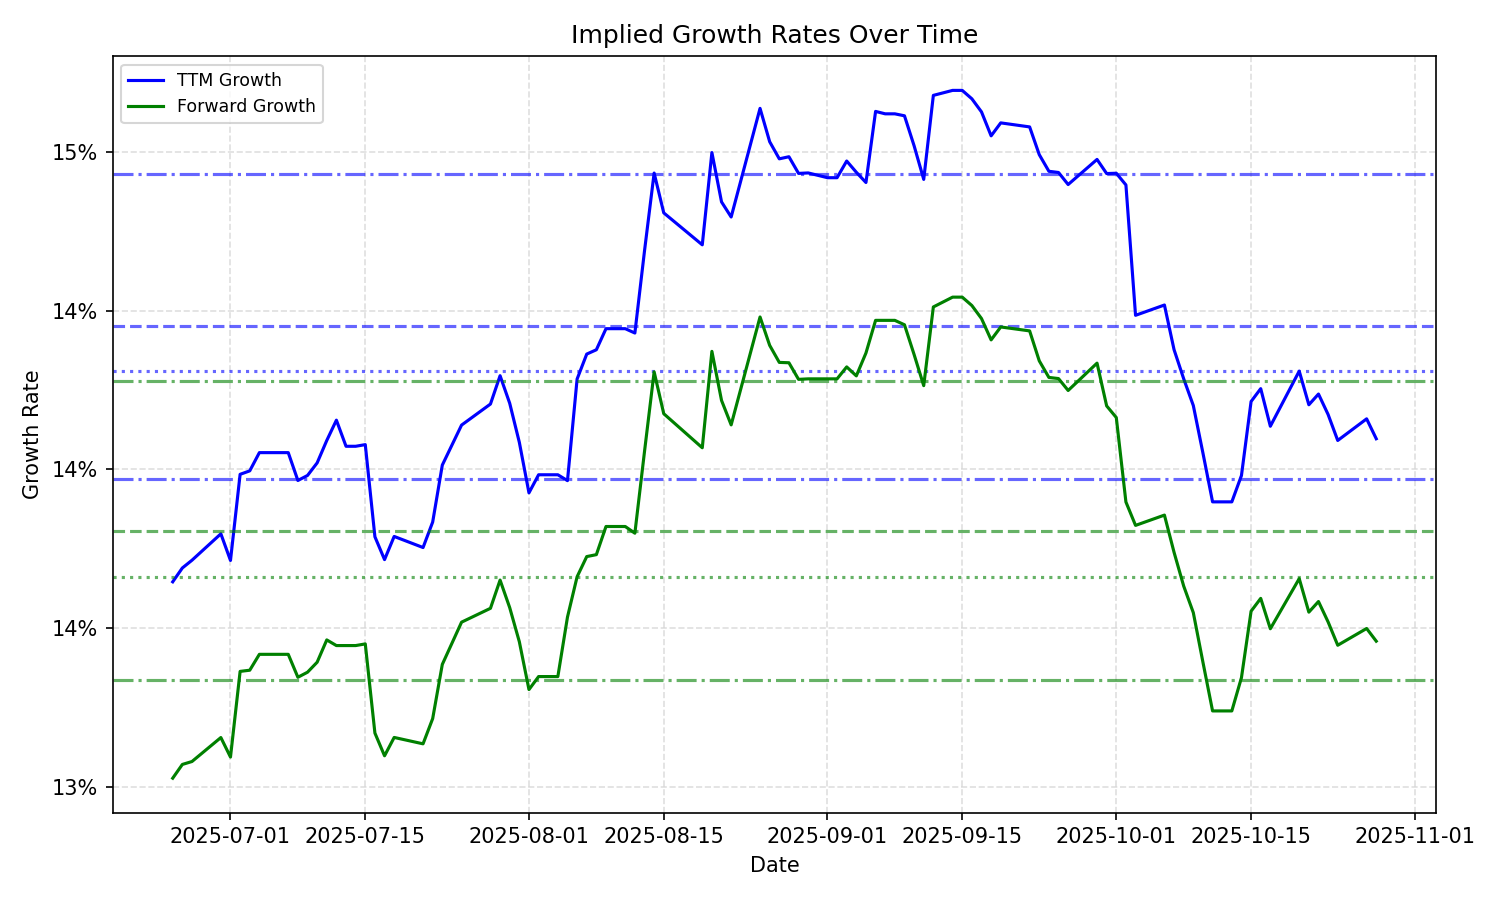 Implied Growth Rates Over Time
TTM Growth
Forward Growth
15%
14%
14%
14%
13%
Growth Rate
2025-07-01
2025-07-15
2025-08-01
2025-08-15
2025-09-01
2025-09-15
2025-10-01
2025-10-15
2025-11-01
Date